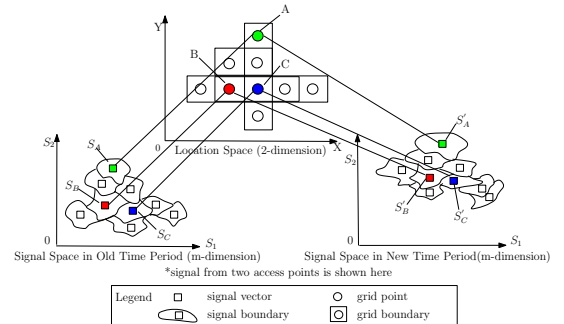 A
Y
B
C
0
Location Space (2-dimension)
X
S2
SA
SB
SC
0
S1
S2
S'A
S'B
S'C
0
S1
Signal Space in Old Time Period (m-dimension)
Signal Space in New Time Period(m-dimension)
*signal from two access points is shown here
Legend
signal vector
grid point
signal boundary
grid boundary